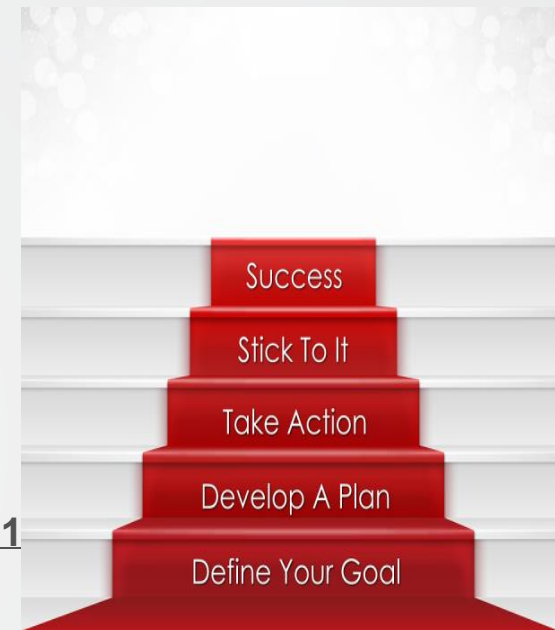 Success
Stick To It
Take Action
Develop A Plan
1
Define Your Goal